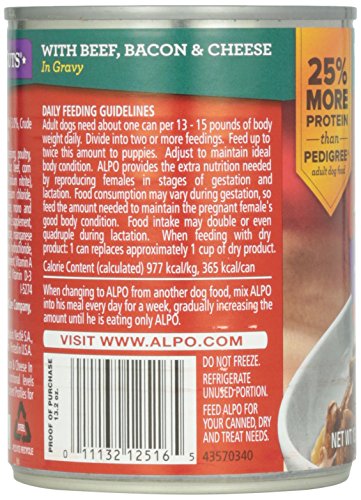 WITH BEEF, BACON & CHEESE
In Gravy
25%
MORE
PROTEIN
than
PEDIGREE
adult dog food
DAILY FEEDING GUIDELINES
Adult dogs need about one can per 13 - 15 pounds of body
weight daily. Divide into two or more feedings. Feed up to
twice this amount to puppies. Adjust to maintain ideal
body condition. ALPO provides the extra nutrition needed
by reproducing females in stages of gestation and
lactation. Food consumption may vary during gestation, so
feed the amount needed to maintain the pregnant female's
good body condition. Food intake may double or even
quadruple during lactation. When feeding with dry
product: 1 can replaces approximately 1 cup of dry product.
Calorie Content (calculated) 977 kcal/kg, 365 kcal/can
When changing to ALPO from another dog food, mix ALPO
into his meal every day for a week, gradually increasing the
amount until he is eating only ALPO.
VISIT WWW.ALPO.COM
PROOF OF PURCHASE
13.2 oz.
0 11132 12516 5
DO NOT FREEZE.
REFRIGERATE
UNUSED PORTION.
FEED ALPO FOR
YOUR CANNED, DRY
AND TREAT NEEDS.
43570340